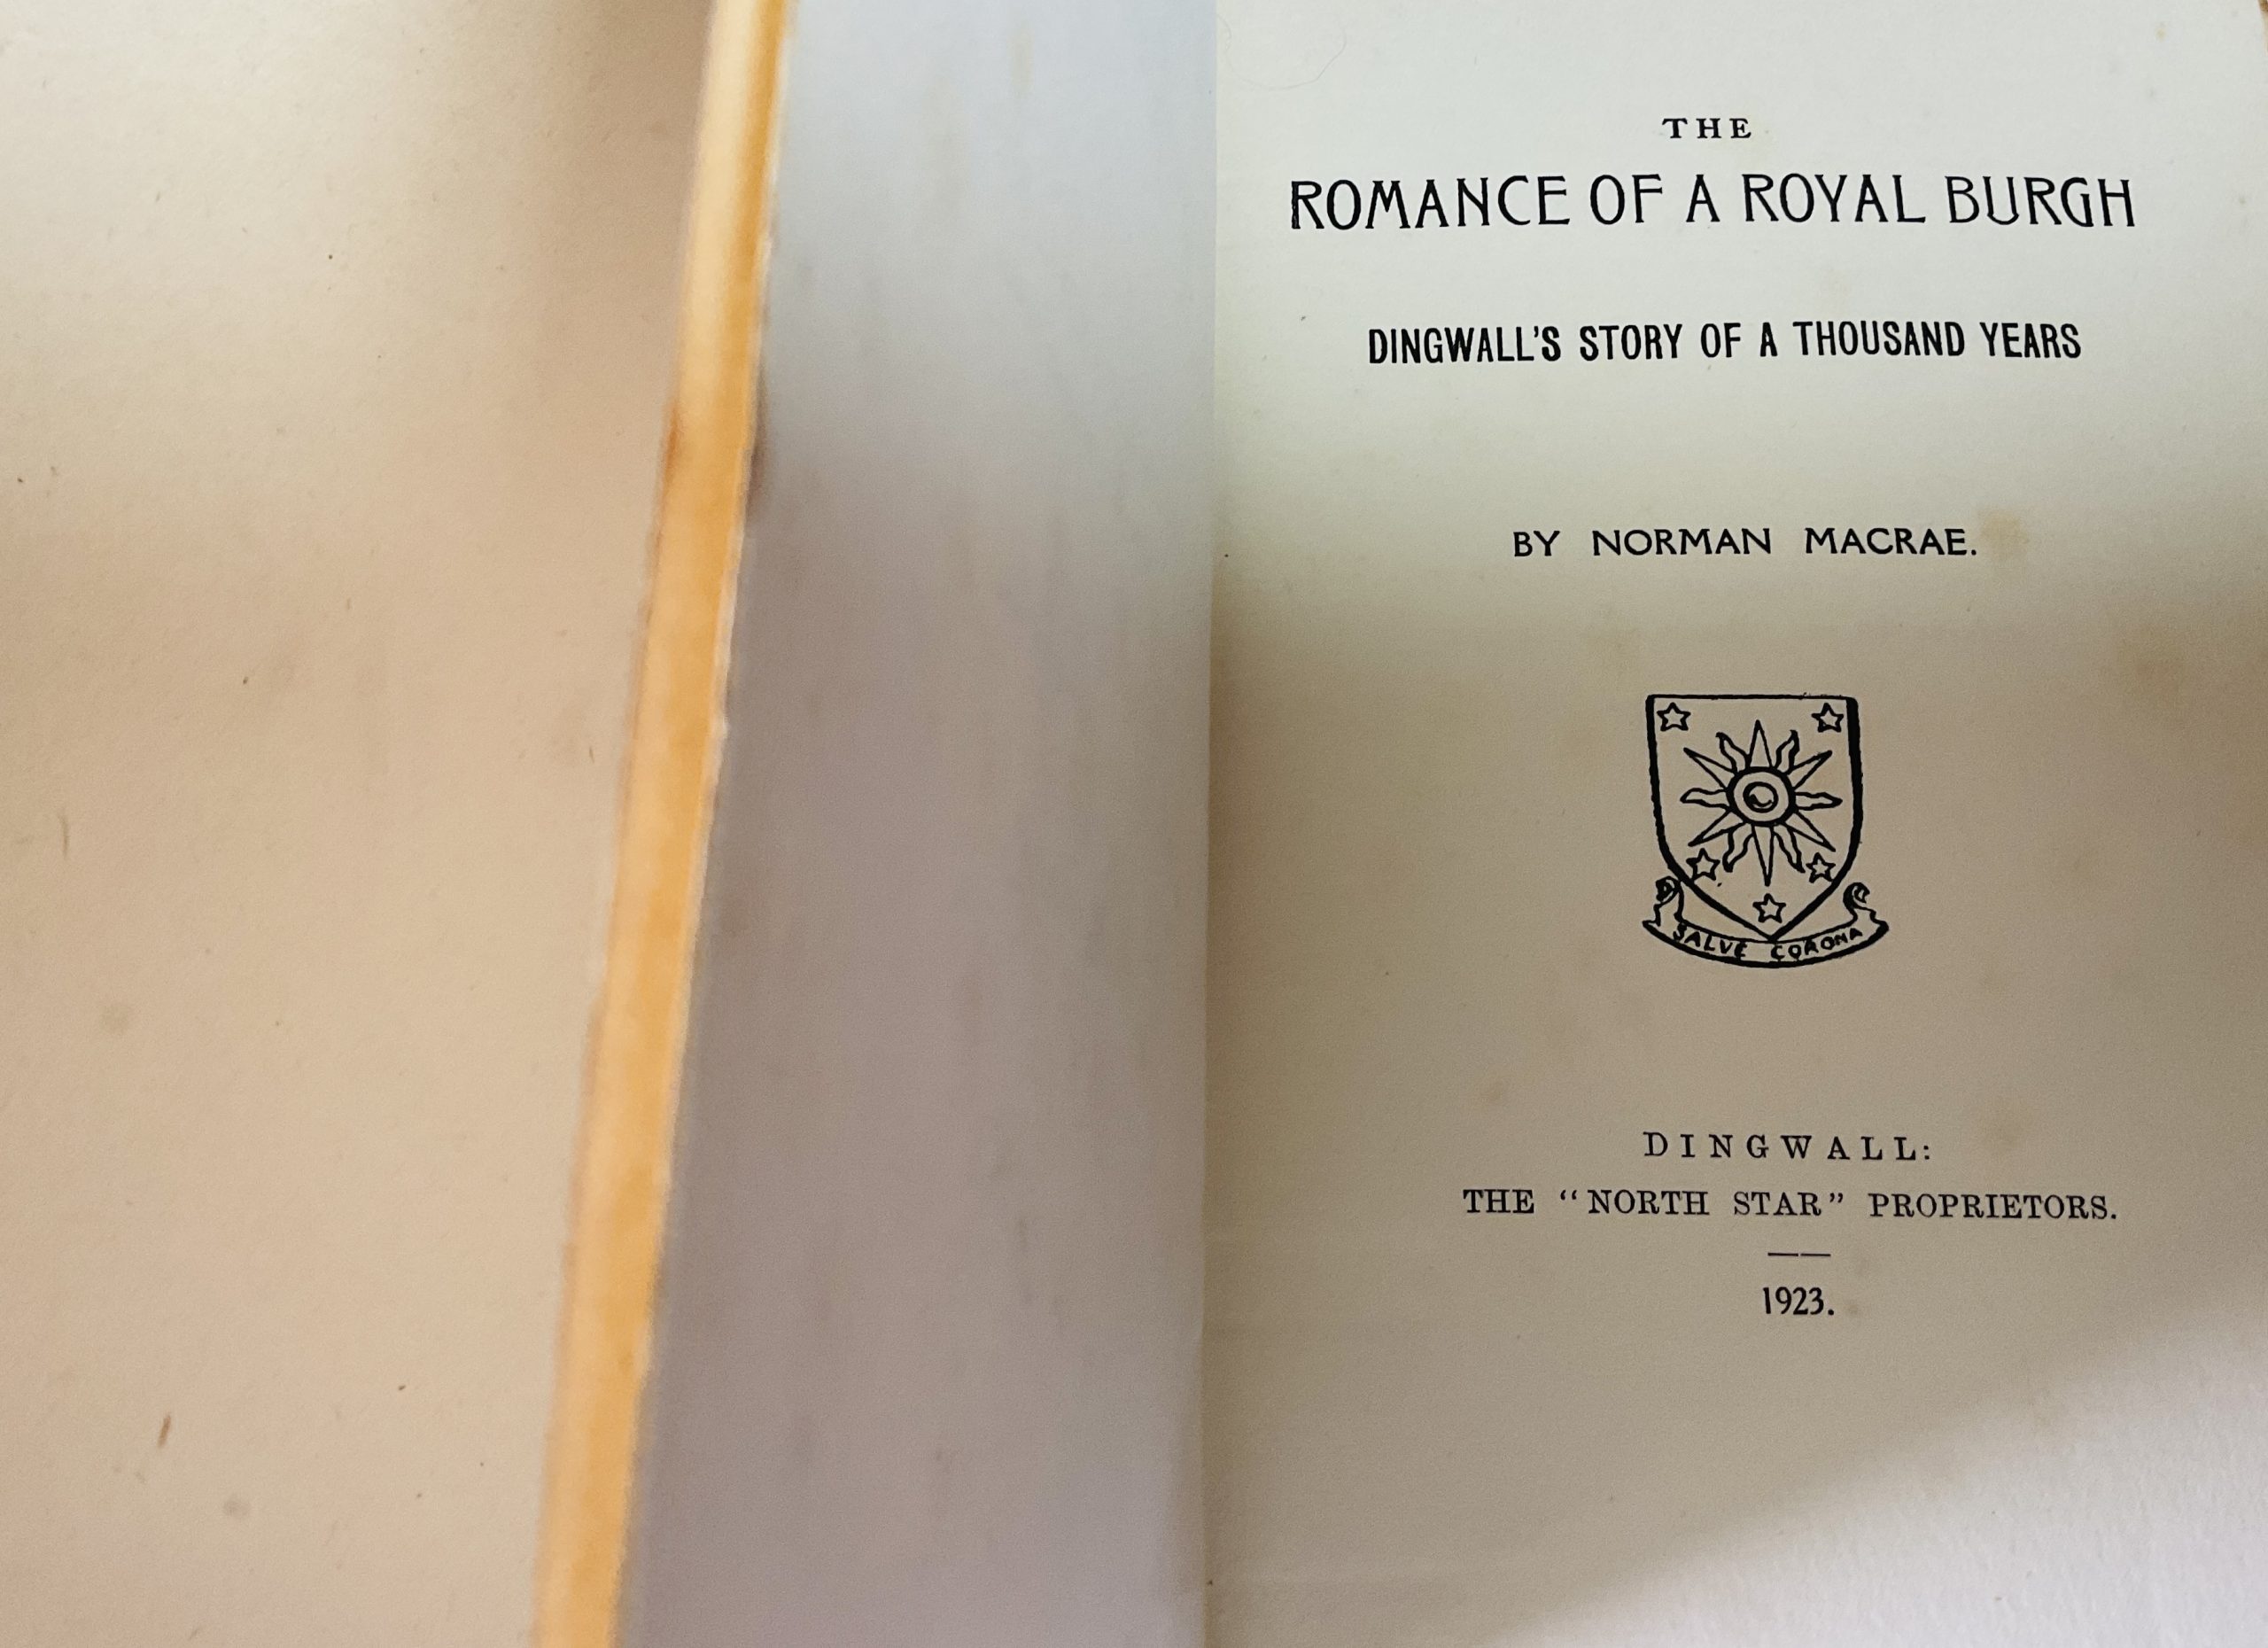 THE
ROMANCE OF A ROYAL BURGH
DINGWALL'S STORY OF A THOUSAND YEARS
BY NORMAN MACRAE.
SALVE CORONA
DINGWALL:
THE “NORTH STAR” PROPRIETORS.
1923.